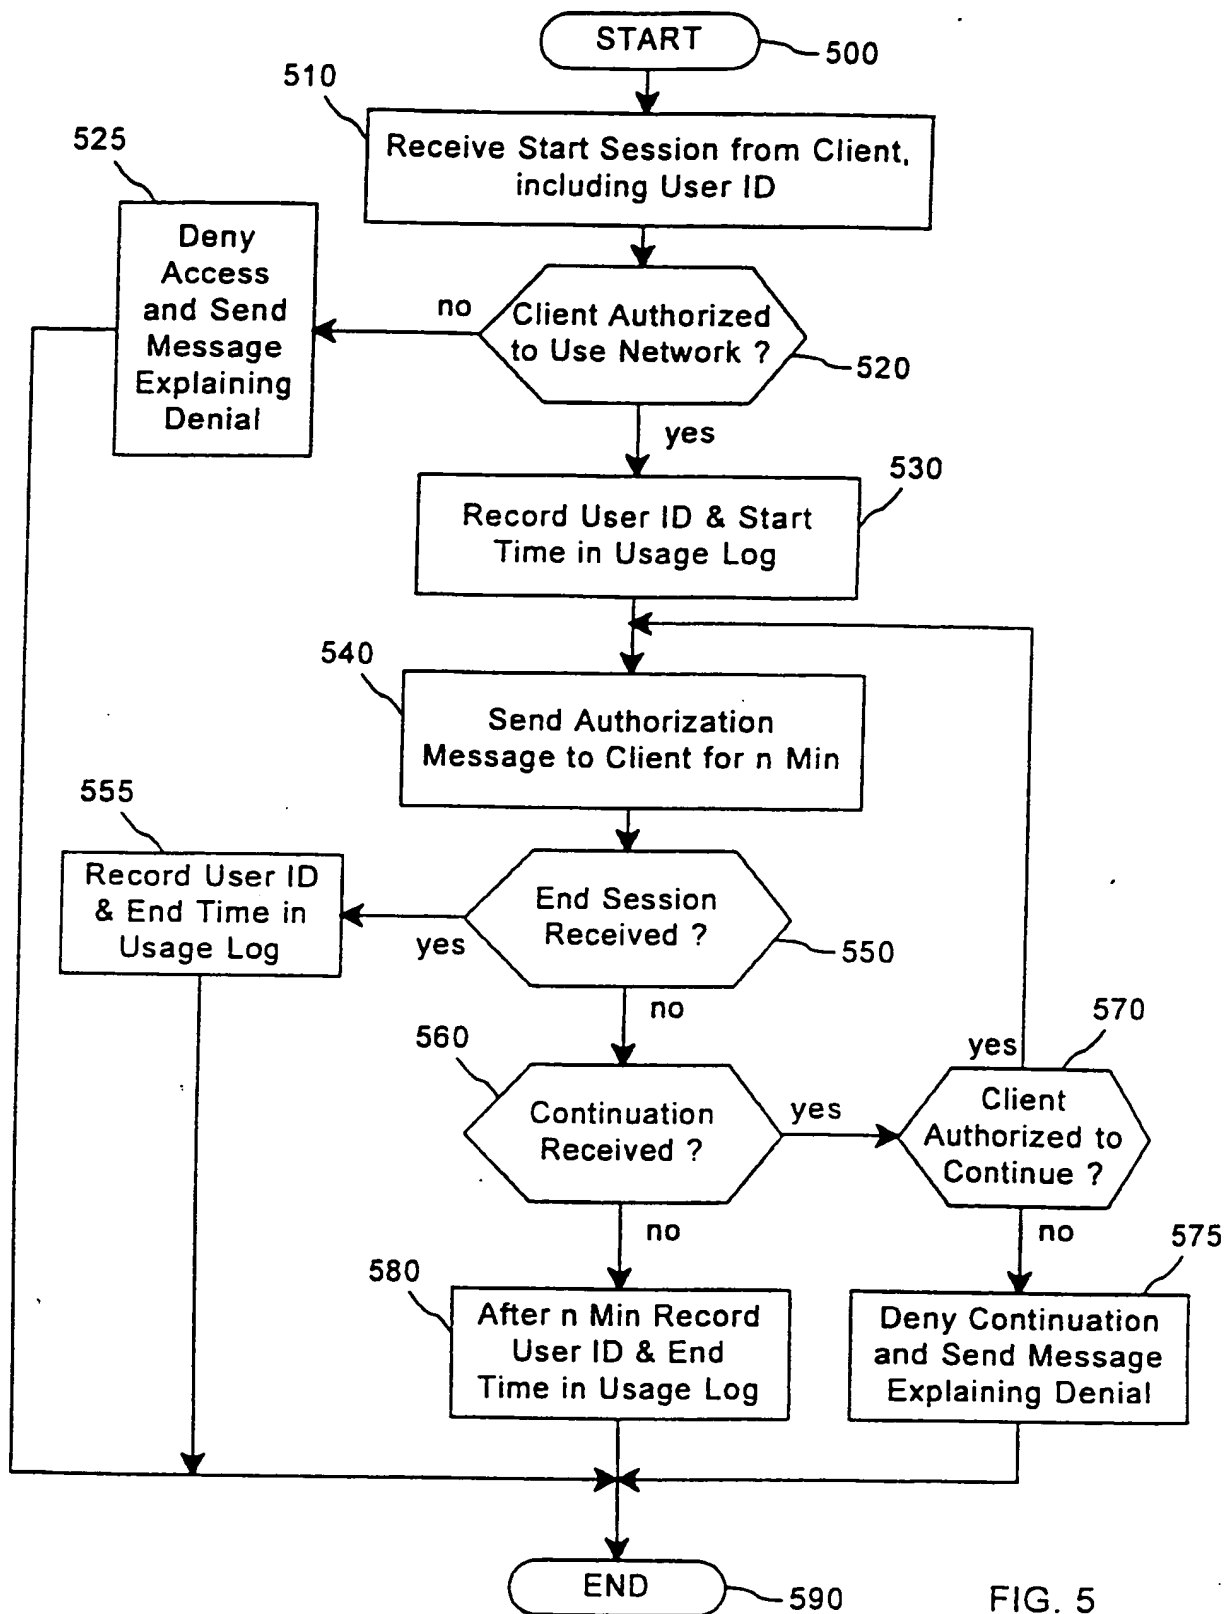 START
500
510
Receive Start Session from Client,
including User ID
525
Deny
Access
and Send
Message
Explaining
Denial
no
Client Authorized
to Use Network ?
520
yes
530
Record User ID & Start
Time in Usage Log
540
Send Authorization
Message to Client for n Min
555
Record User ID
& End Time in
Usage Log
yes
End Session
Received ?
550
no
560
Continuation
Received ?
yes
570
yes
Client
Authorized to
Continue ?
no
no
575
580
After n Min Record
User ID & End
Time in Usage Log
Deny Continuation
and Send Message
Explaining Denial
END
590
FIG. 5